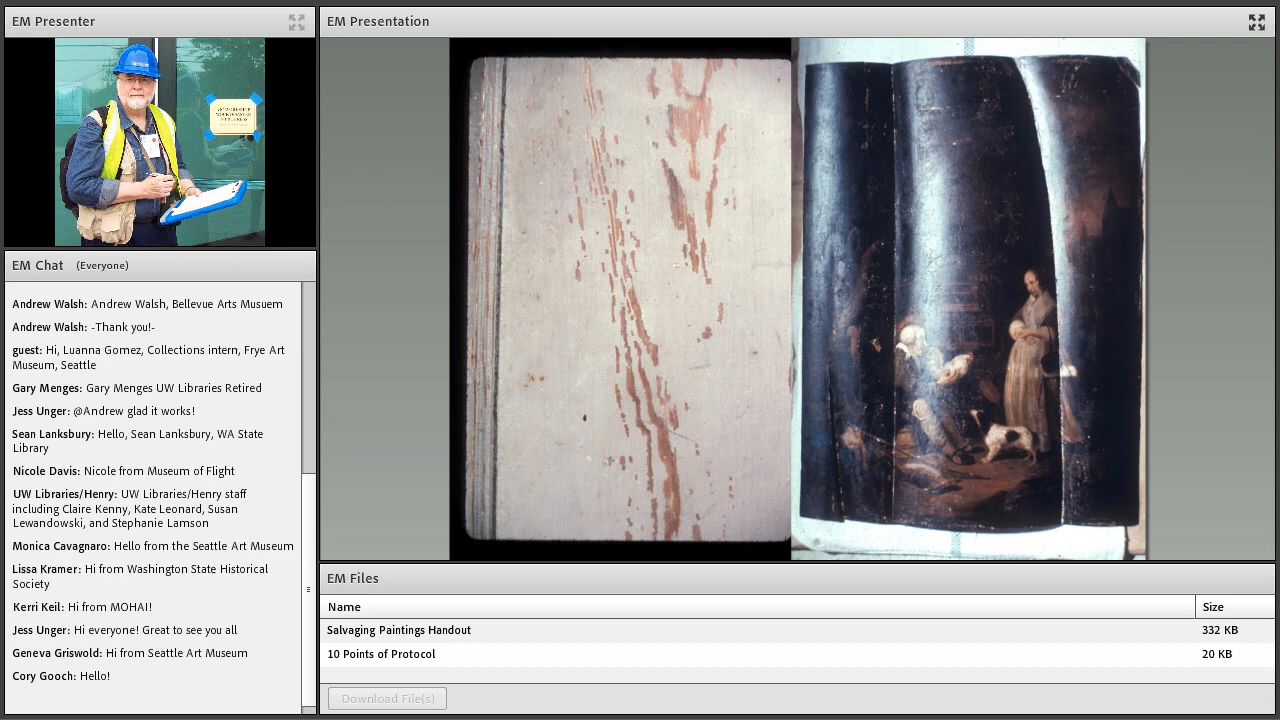 EM Presenter
EM Chat (Everyone)
Andrew Walsh: Andrew Walsh, Bellevue Arts Musuem
Andrew Walsh: -Thank you!-
guest: Hi, Luanna Gomez, Collections intern, Frye Art
Museum, Seattle
Gary Menges: Gary Menges UW Libraries Retired
Jess Unger: @Andrew glad it works!
Sean Lanksbury: Hello, Sean Lanksbury, WA State
Library
Nicole Davis: Nicole from Museum of Flight
UW Libraries/Henry: UW Libraries/Henry staff
including Claire Kenny, Kate Leonard, Susan
Lewandowski, and Stephanie Lamson
Monica Cavagnaro: Hello from the Seattle Art Museum
Lissa Kramer: Hi from Washington State Historical
Society
Kerri Keil: Hi from MOHAI!
Jess Unger: Hi everyone! Great to see you all
Geneva Griswold: Hi from Seattle Art Museum
Cory Gooch: Hello!
EM Presentation
EM Files
Name Size
Salvaging Paintings Handout 332 KB
10 Points of Protocol 20 KB
Download File(s)